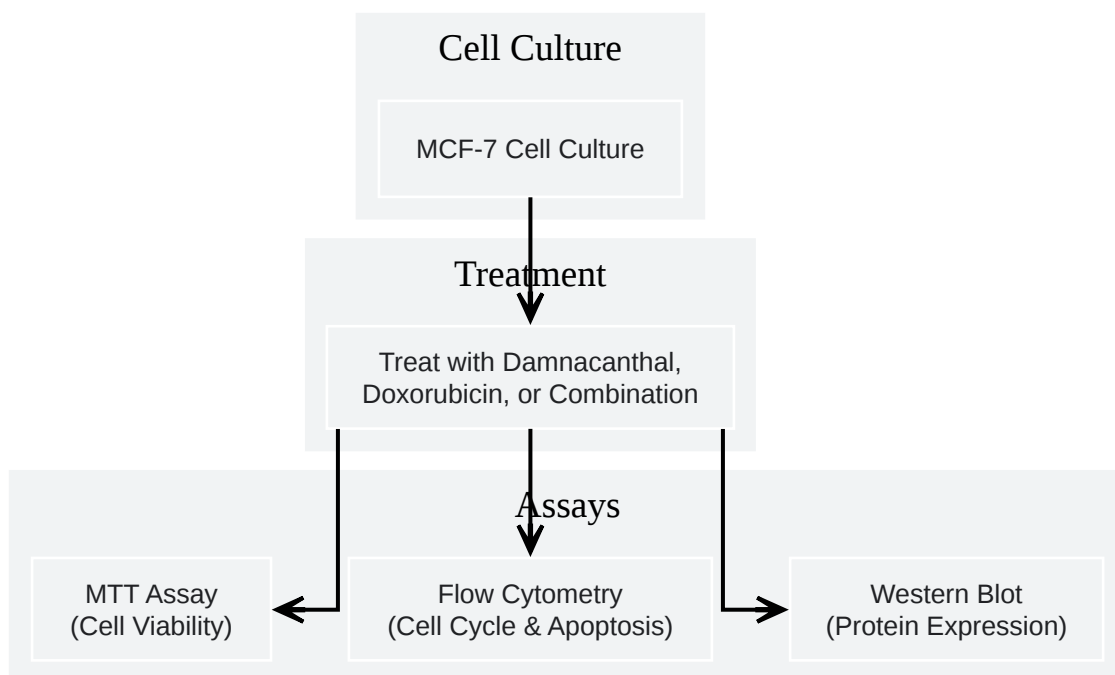 Cell Culture
MCF-7 Cell Culture
Treatment
Treat with Damnacanthal,
Doxorubicin, or Combination
Assays
MTT Assay
(Cell Viability)
Flow Cytometry
(Cell Cycle & Apoptosis)
Western Blot
(Protein Expression)